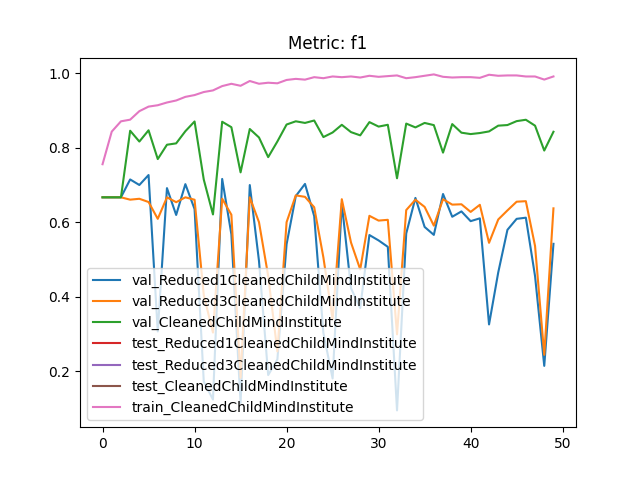 Metric: f1
1.0
0.8
0.6
0.4
0.2
val_Reduced1CleanedChildMindInstitute
val_Reduced3CleanedChildMindInstitute
val_CleanedChildMindInstitute
test_Reduced1CleanedChildMindInstitute
test_Reduced3CleanedChildMindInstitute
test_CleanedChildMindInstitute
train_CleanedChildMindInstitute
0 10 20 30 40 50